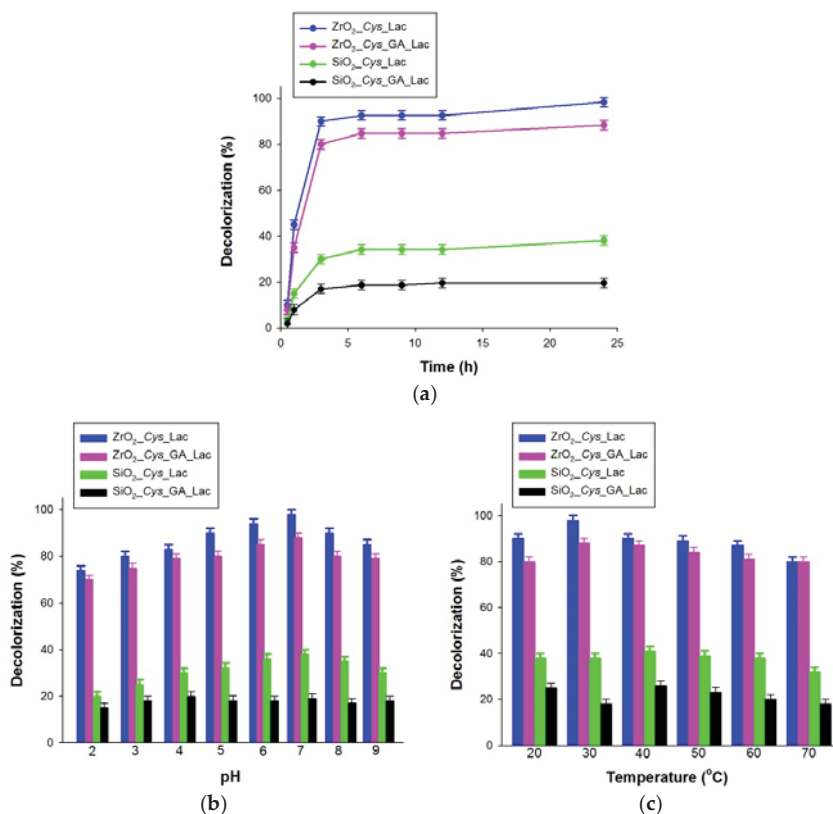 ZrO₂_Cys_Lac
ZrO₂_Cys_GA_Lac
SiO₂_Cys_Lac
SiO₂_Cys_GA_Lac
100
80
60
40
20
0
Decolorization (%)
0 5 10 15 20 25
Time (h)
(a)
ZrO₂_Cys_Lac
ZrO₂_Cys_GA_Lac
SiO₂_Cys_Lac
SiO₂_Cys_GA_Lac
100
80
60
40
20
0
Decolorization (%)
2 3 4 5 6 7 8 9
pH
(b)
ZrO₂_Cys_Lac
ZrO₂_Cys_GA_Lac
SiO₂_Cys_Lac
SiO₂_Cys_GA_Lac
100
80
60
40
20
0
Decolorization (%)
20 30 40 50 60 70
Temperature (°C)
(c)